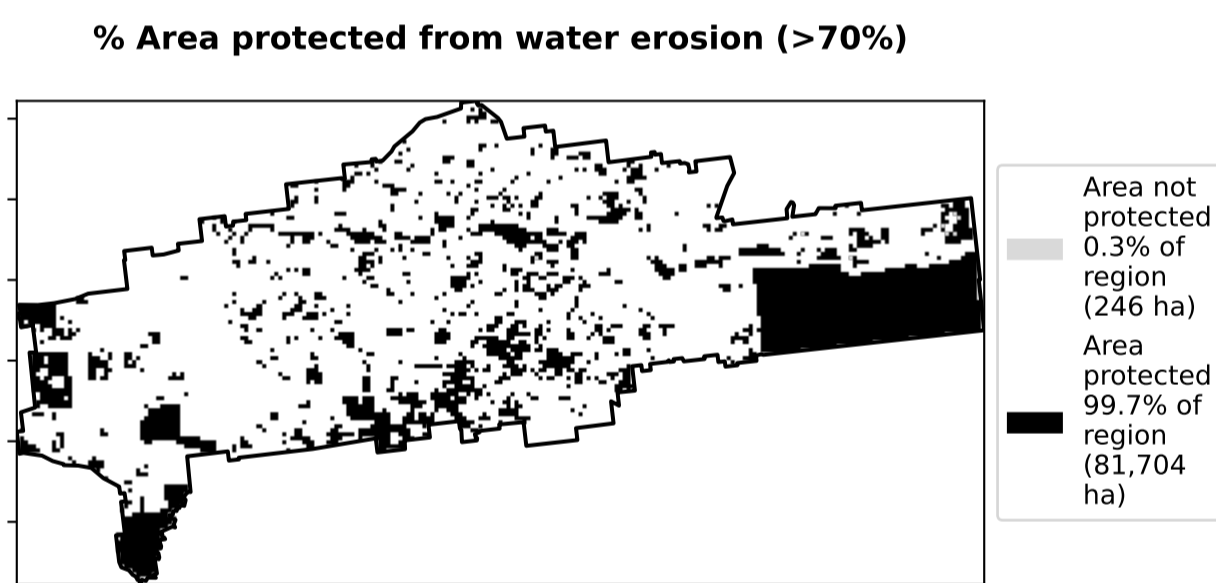 % Area protected from water erosion (>70%)
Area not
protected
0.3% of
region
(246 ha)
Area
protected
99.7% of
region
(81,704
ha)